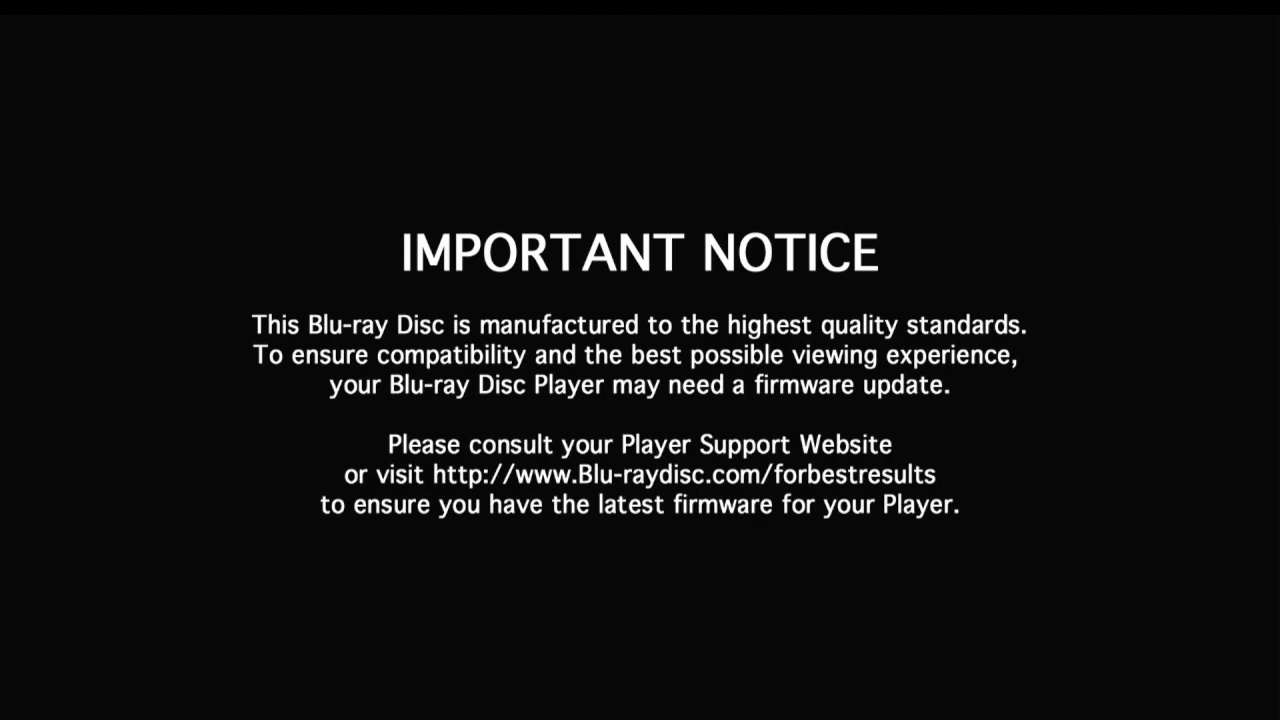 IMPORTANT NOTICE
This Blu-ray Disc is manufactured to the highest quality standards.
To ensure compatibility and the best possible viewing experience,
your Blu-ray Disc Player may need a firmware update.
Please consult your Player Support Website
or visit http://www.Blu-raydisc.com/forbestresults
to ensure you have the latest firmware for your Player.